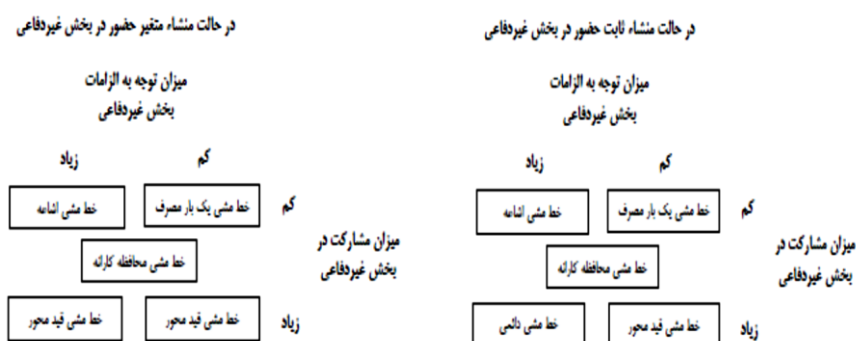 در حالت منشاء ثابت حضور در بخش غیردفاعی
میزان توجه به الزامات
بخش غیردفاعی
کم
زیاد
کم
خط مشی یک بار مصرف
خط مشی اشاعه
میزان مشارکت در
بخش غیردفاعی
خط مشی محافظه کارانه
زیاد
خط مشی قید محور
خط مشی دائمی
در حالت منشاء متغیر حضور در بخش غیردفاعی
میزان توجه به الزامات
بخش غیردفاعی
کم
زیاد
کم
خط مشی یک بار مصرف
خط مشی اشاعه
میزان مشارکت در
بخش غیردفاعی
خط مشی محافظه کارانه
زیاد
خط مشی قید محور
خط مشی قید محور